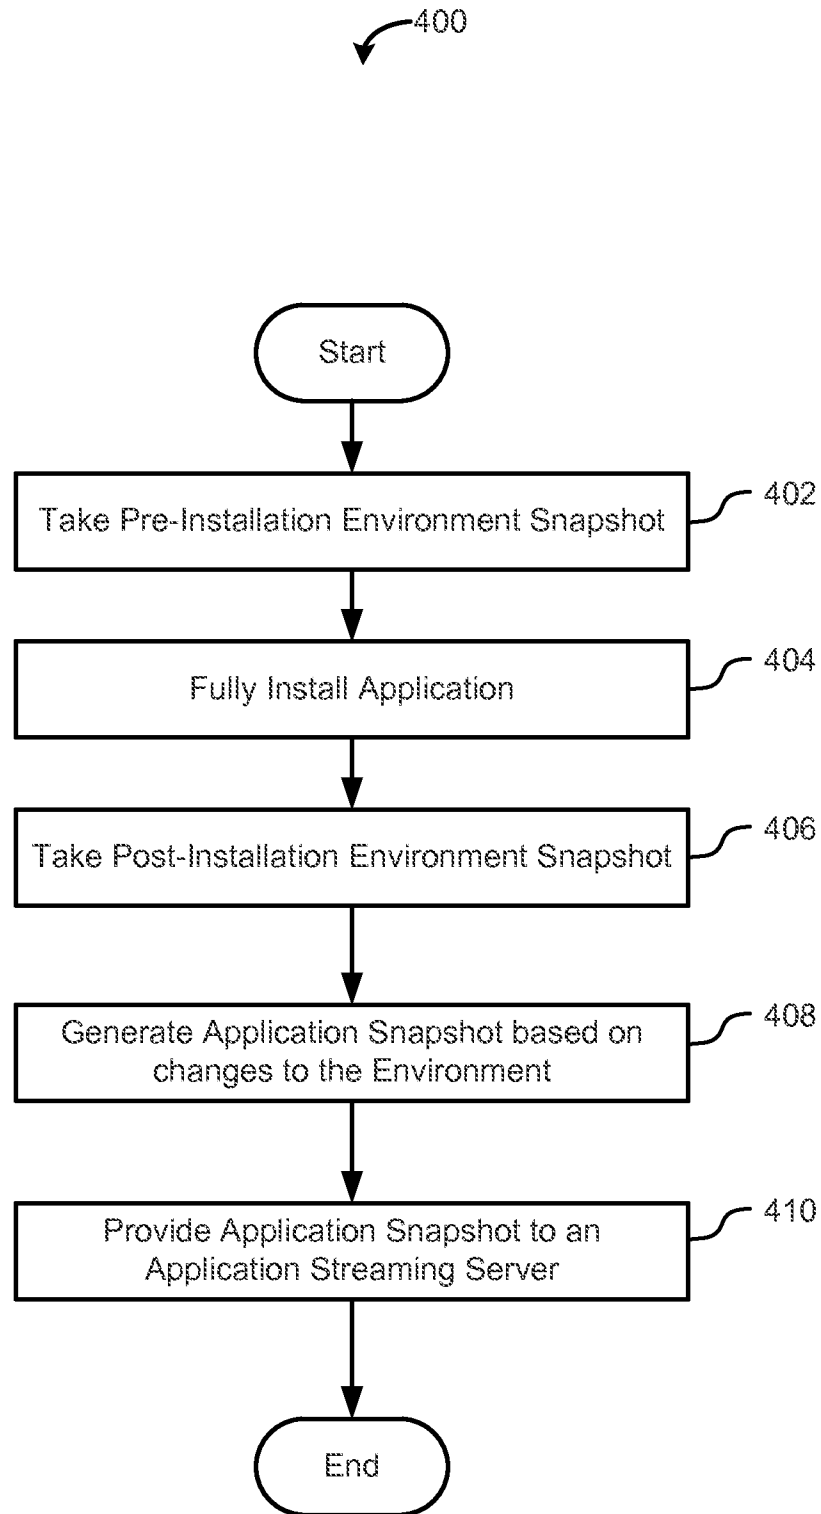 400
Start
Take Pre-Installation Environment Snapshot
402
Fully Install Application
404
Take Post-Installation Environment Snapshot
406
Generate Application Snapshot based on
changes to the Environment
408
Provide Application Snapshot to an
Application Streaming Server
410
End